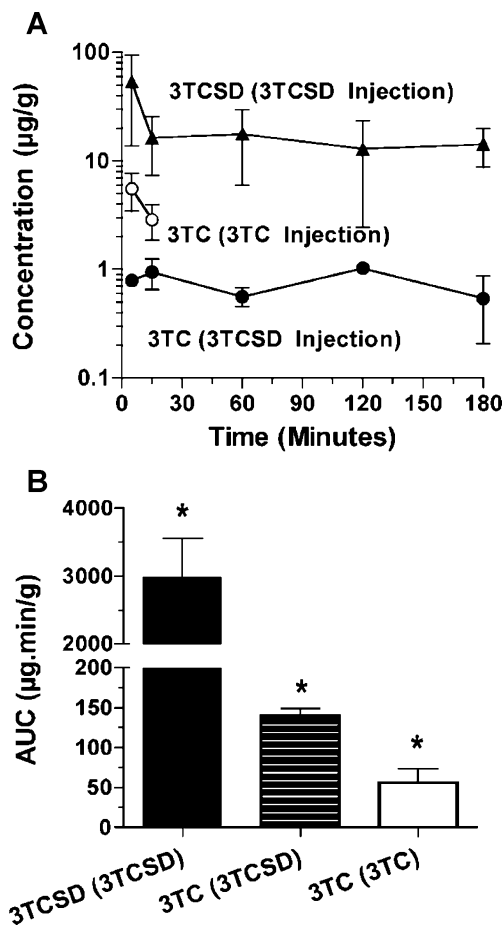 A
Concentration (µg/g)
100
10
1
0.1
3TCSD (3TCSD Injection)
3TC (3TC Injection)
3TC (3TCSD Injection)
0 30 60 90 120 150 180
Time (Minutes)
B
AUC (µg.min/g)
4000
3000
2000
200
150
100
50
0
*
*
*
3TCSD (3TCSD)
3TC (3TCSD)
3TC (3TC)